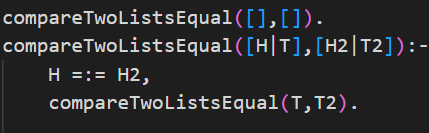 compareTwoListsEqual([],[]).
compareTwoListsEqual([H|T],[H2|T2]):-
    H =:= H2,
    compareTwoListsEqual(T,T2).